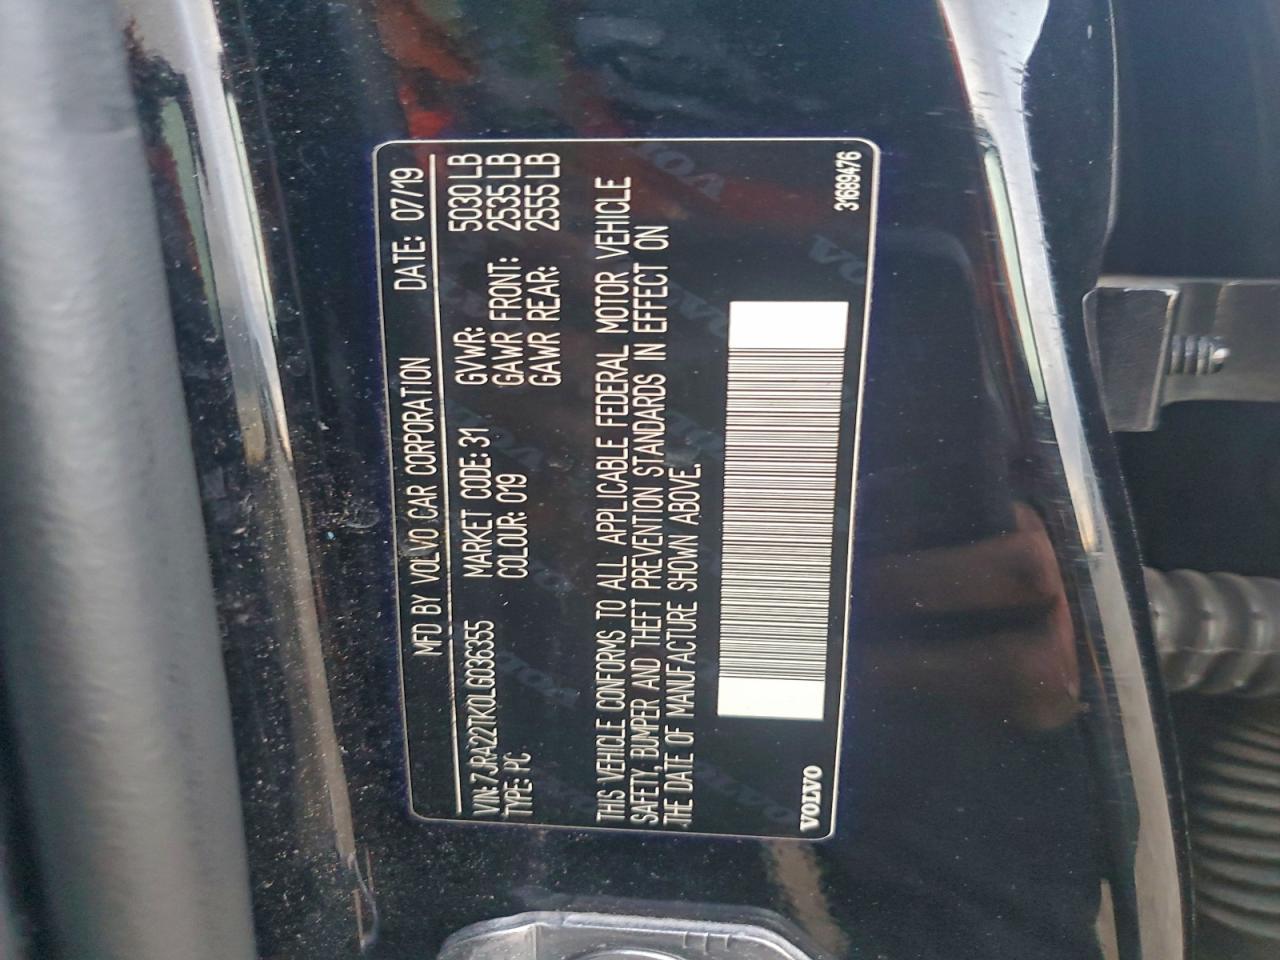 MFD BY VOLVO CAR CORPORATION DATE: 07/19
VIN: 7JRA22TK0LG036355 MARKET CODE: 31 GVWR: 5030 LB
TYPE: PC COLOUR: 019 GAWR FRONT: 2535 LB
GAWR REAR: 2555 LB
THIS VEHICLE CONFORMS TO ALL APPLICABLE FEDERAL MOTOR VEHICLE
SAFETY, BUMPER AND THEFT PREVENTION STANDARDS IN EFFECT ON
THE DATE OF MANUFACTURE SHOWN ABOVE.
VOLVO 31689476